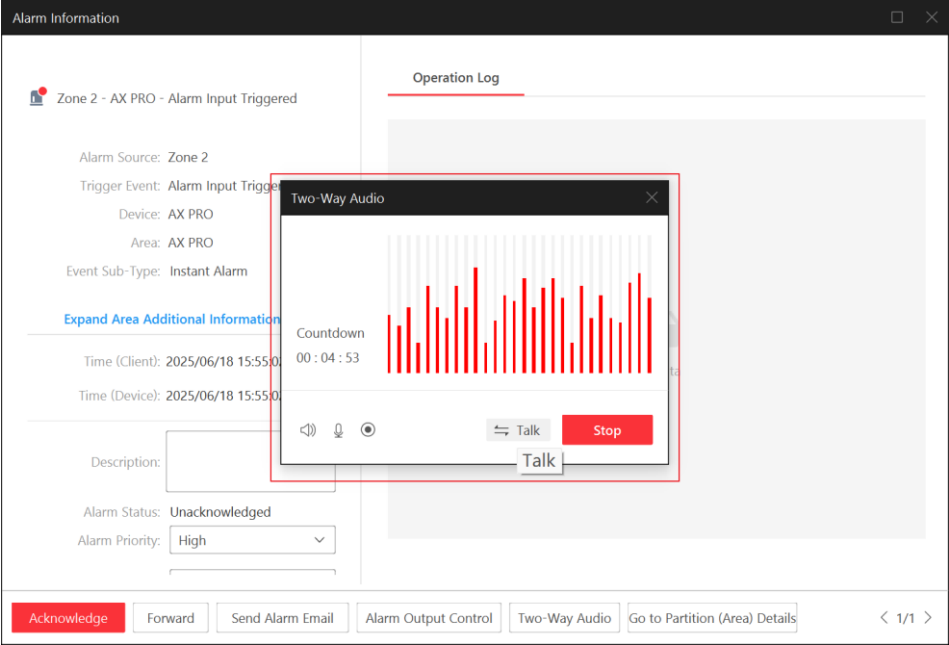 Alarm Information
Zone 2 - AX PRO - Alarm Input Triggered
Alarm Source: Zone 2
Trigger Event: Alarm Input Trigge
Device: AX PRO
Area: AX PRO
Event Sub-Type: Instant Alarm
Expand Area Additional Information
Time (Client): 2025/06/18 15:55:02
Time (Device): 2025/06/18 15:55:0
Description:
Alarm Status: Unacknowledged
Alarm Priority: High
Operation Log
Two-Way Audio
Countdown
00 : 04 : 53
Talk
Stop
Talk
Acknowledge
Forward
Send Alarm Email
Alarm Output Control
Two-Way Audio
Go to Partition (Area) Details
1/1